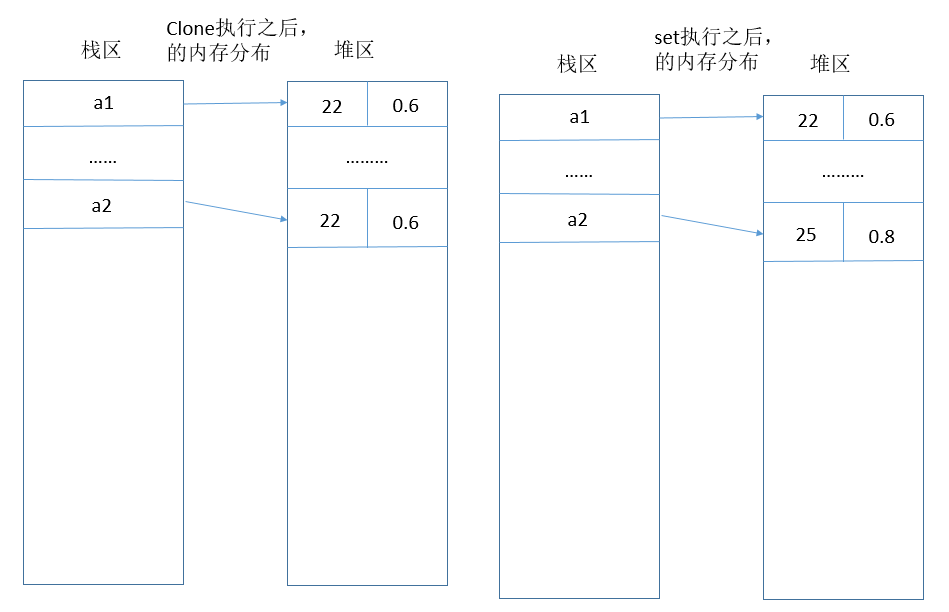 Clone执行之后，
的内存分布
栈区
堆区
a1
22
0.6
……
………
a2
22
0.6
set执行之后，
的内存分布
栈区
堆区
a1
22
0.6
……
………
a2
25
0.8